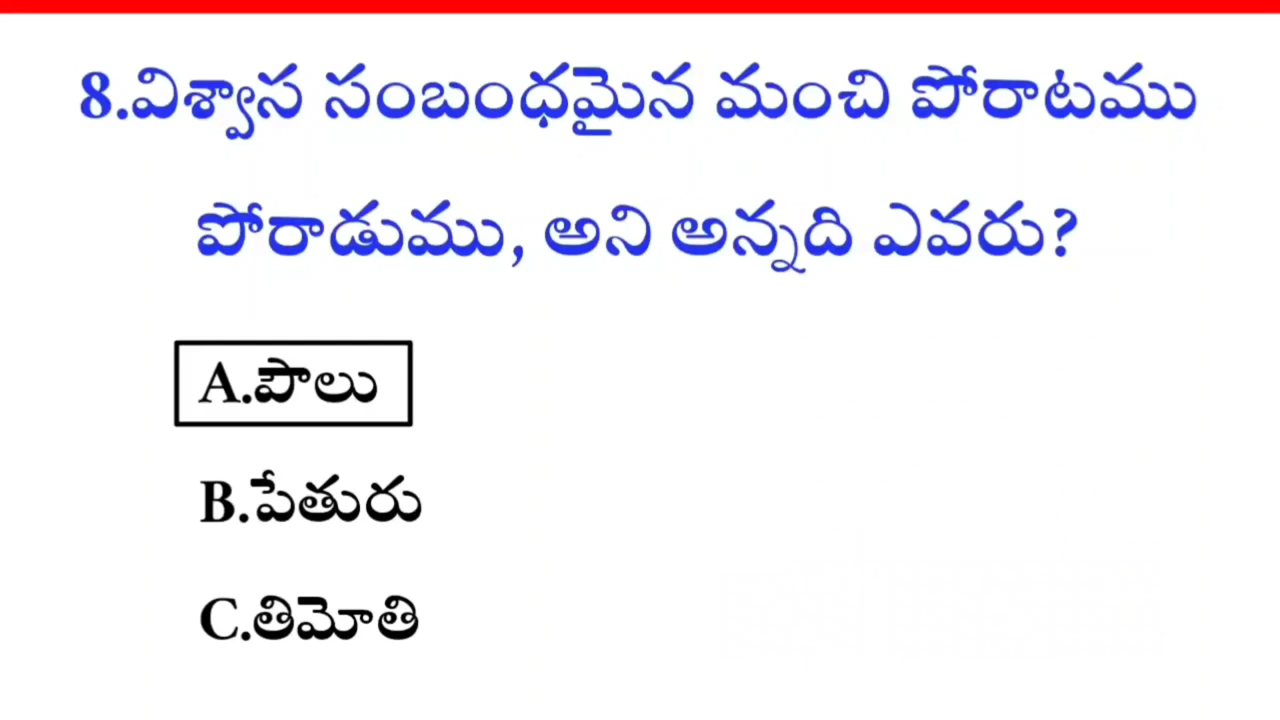 8.విశ్వాస సంబంధమైన మంచి పోరాటము
పోరాడుము, అని అన్నది ఎవరు?
A.పౌలు
B.పేతురు
C.తిమోతి